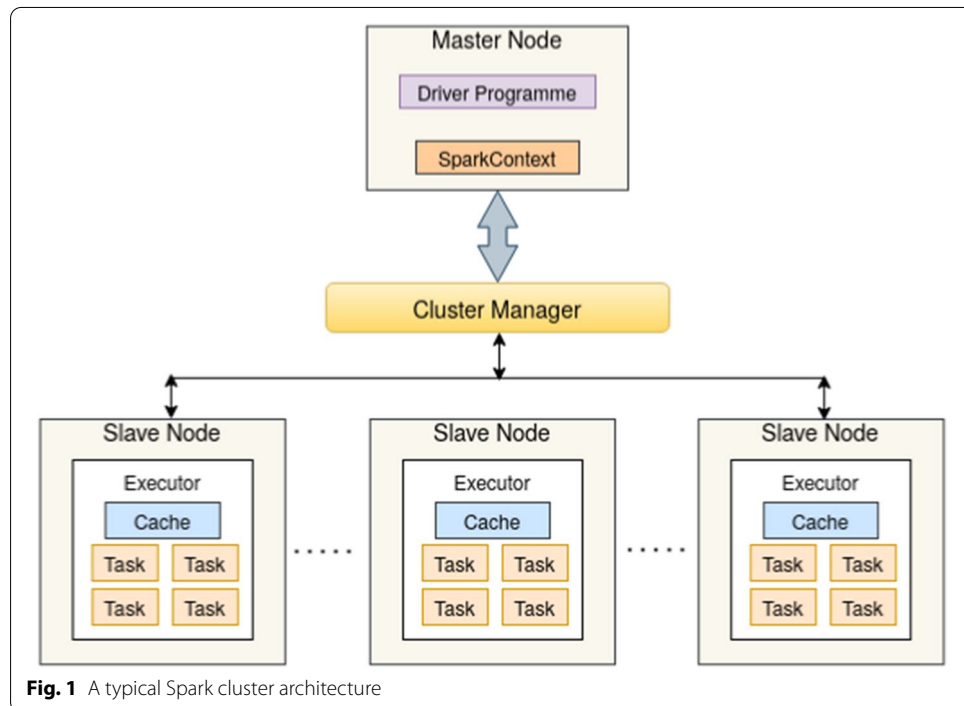 Master Node
Driver Programme
SparkContext
Cluster Manager
Slave Node
Executor
Cache
Task Task
Task Task
.....
Slave Node
Executor
Cache
Task Task
Task Task
.....
Slave Node
Executor
Cache
Task Task
Task Task
Fig. 1 A typical Spark cluster architecture